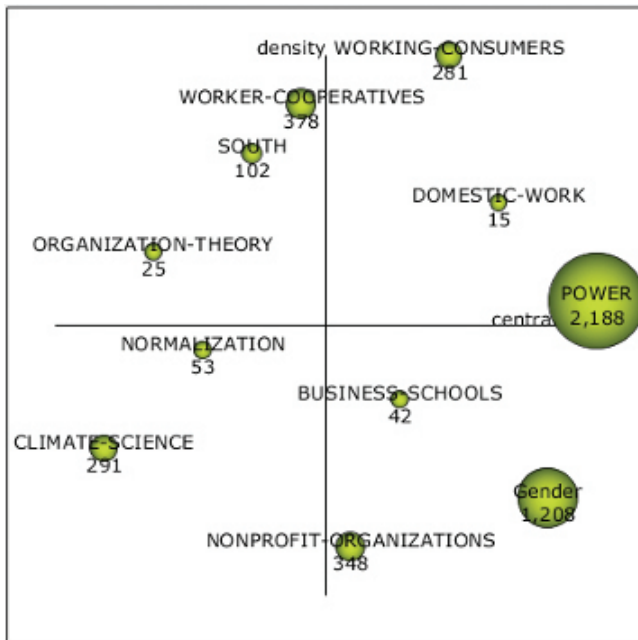 density WORKING-CONSUMERS
281
WORKER-COOPERATIVES
378
SOUTH
102
DOMESTIC-WORK
15
ORGANIZATION-THEORY
25
POWER
2,188
NORMALIZATION
53
BUSINESS-SCHOOLS
42
CLIMATE-SCIENCE
291
Gender
1,208
NONPROFIT-ORGANIZATIONS
348